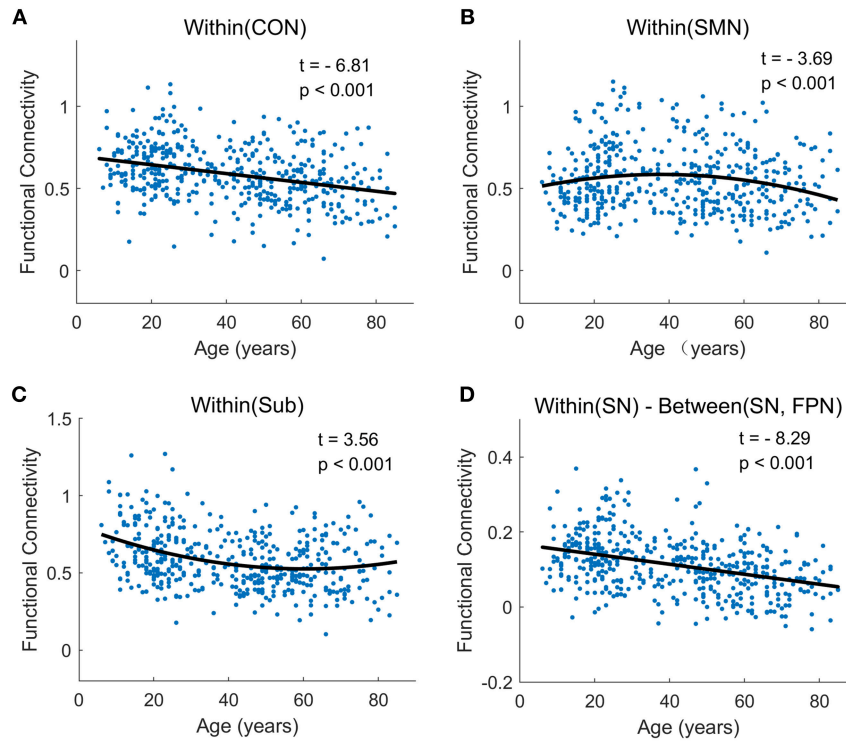 A
Within(CON)
t = - 6.81
p < 0.001
1
0.5
0
Functional Connectivity
0 20 40 60 80
Age (years)
B
Within(SMN)
t = - 3.69
p < 0.001
1
0.5
0
Functional Connectivity
0 20 40 60 80
Age （years)
C
Within(Sub)
t = 3.56
p < 0.001
1.5
1
0.5
0
Functional Connectivity
0 20 40 60 80
Age (years)
D
Within(SN) - Between(SN, FPN)
t = - 8.29
p < 0.001
0.4
0.2
0
-0.2
Functional Connectivity
0 20 40 60 80
Age (years)